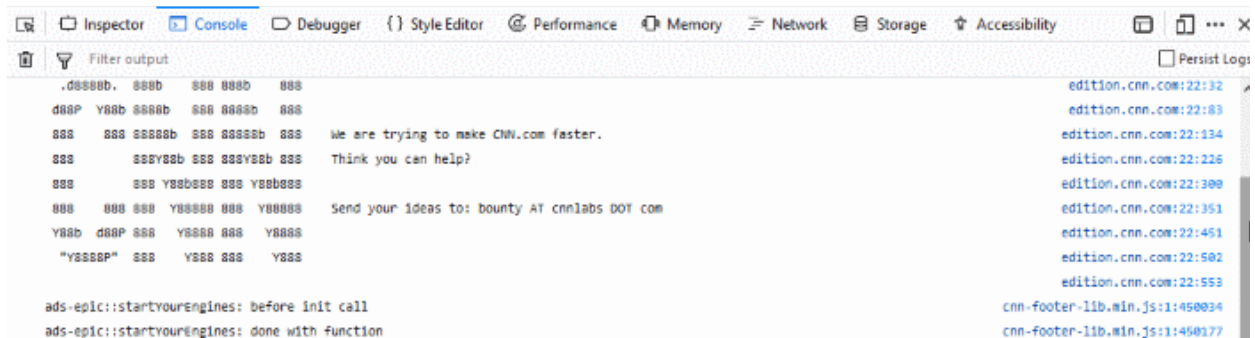 Inspector Console Debugger {} Style Editor Performance Memory Network Storage Accessibility
Filter output Persist Logs
.d8888b. 888b 888 888b 888 edition.cnn.com:22:32
d88P Y88b 8888b 888 8888b 888 edition.cnn.com:22:83
888 888 88888b 888 88888b 888 We are trying to make CNN.com faster. edition.cnn.com:22:134
888 888Y88b 888 888Y88b 888 Think you can help? edition.cnn.com:22:226
888 888 Y88b888 888 Y88b888 edition.cnn.com:22:300
888 888 888 Y88888 888 Y88888 Send your ideas to: bounty AT cnnlabs DOT com edition.cnn.com:22:351
Y88b d88P 888 Y8888 888 Y8888 edition.cnn.com:22:451
"Y8888P" 888 Y888 888 Y888 edition.cnn.com:22:502
edition.cnn.com:22:553
ads-epic::startYourEngines: before init call cnn-footer-lib.min.js:1:450034
ads-epic::startYourEngines: done with function cnn-footer-lib.min.js:1:450177